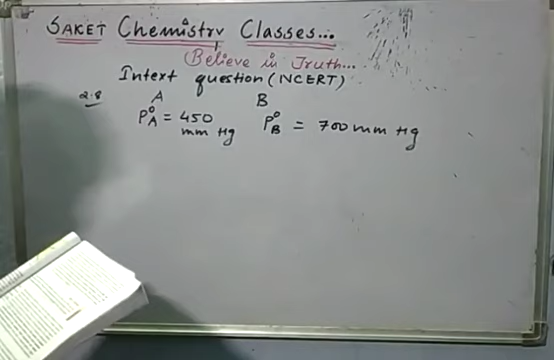 SAKET Chemistry Classes...
(Believe in Truth...
Intext question (NCERT)
2.8 A B
P°A = 450 mm Hg P°B = 700 mm Hg